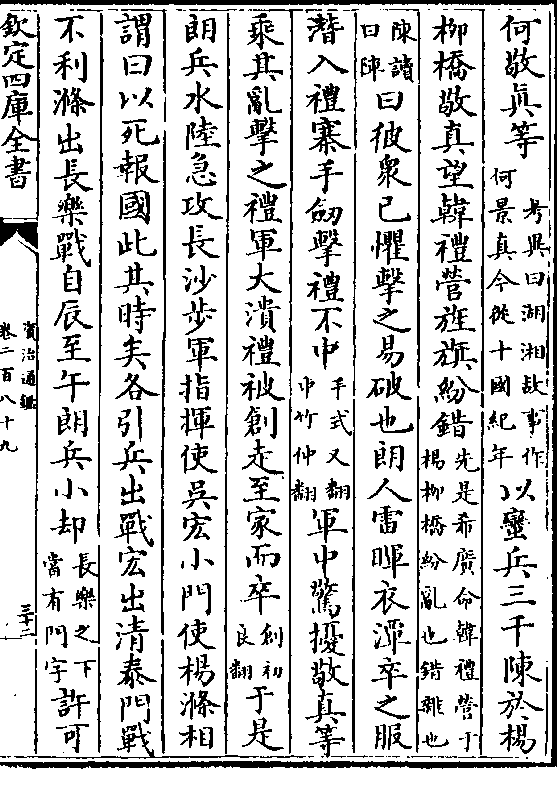 何敬真等考異曰湖湘故事作何景真今從十國紀年以蠻兵三千陳於楊
柳橋敬真望韓禮營旌旗紛錯先是希廣命韓禮營于楊柳橋紛亂也錯雜也
陳讀曰陣曰彼衆已懼擊之易破也朗人雷暉衣潭卒之服
潛入禮寨手劒擊禮不中手式又翻中竹仲翻軍中驚擾敬真等
乘其亂擊之禮軍大潰禮被創走至家而卒創初良翻于是
朗兵水陸急攻長沙步軍指揮使吳宏小門使楊滌相
謂曰以死報國此其時矣各引兵出戰宏出清泰門戰
不利滌出長樂戰自辰至午朗兵小却長樂之下當有門字許可
欽定四庫全書
資治通鑑
卷二百八十九
三十二